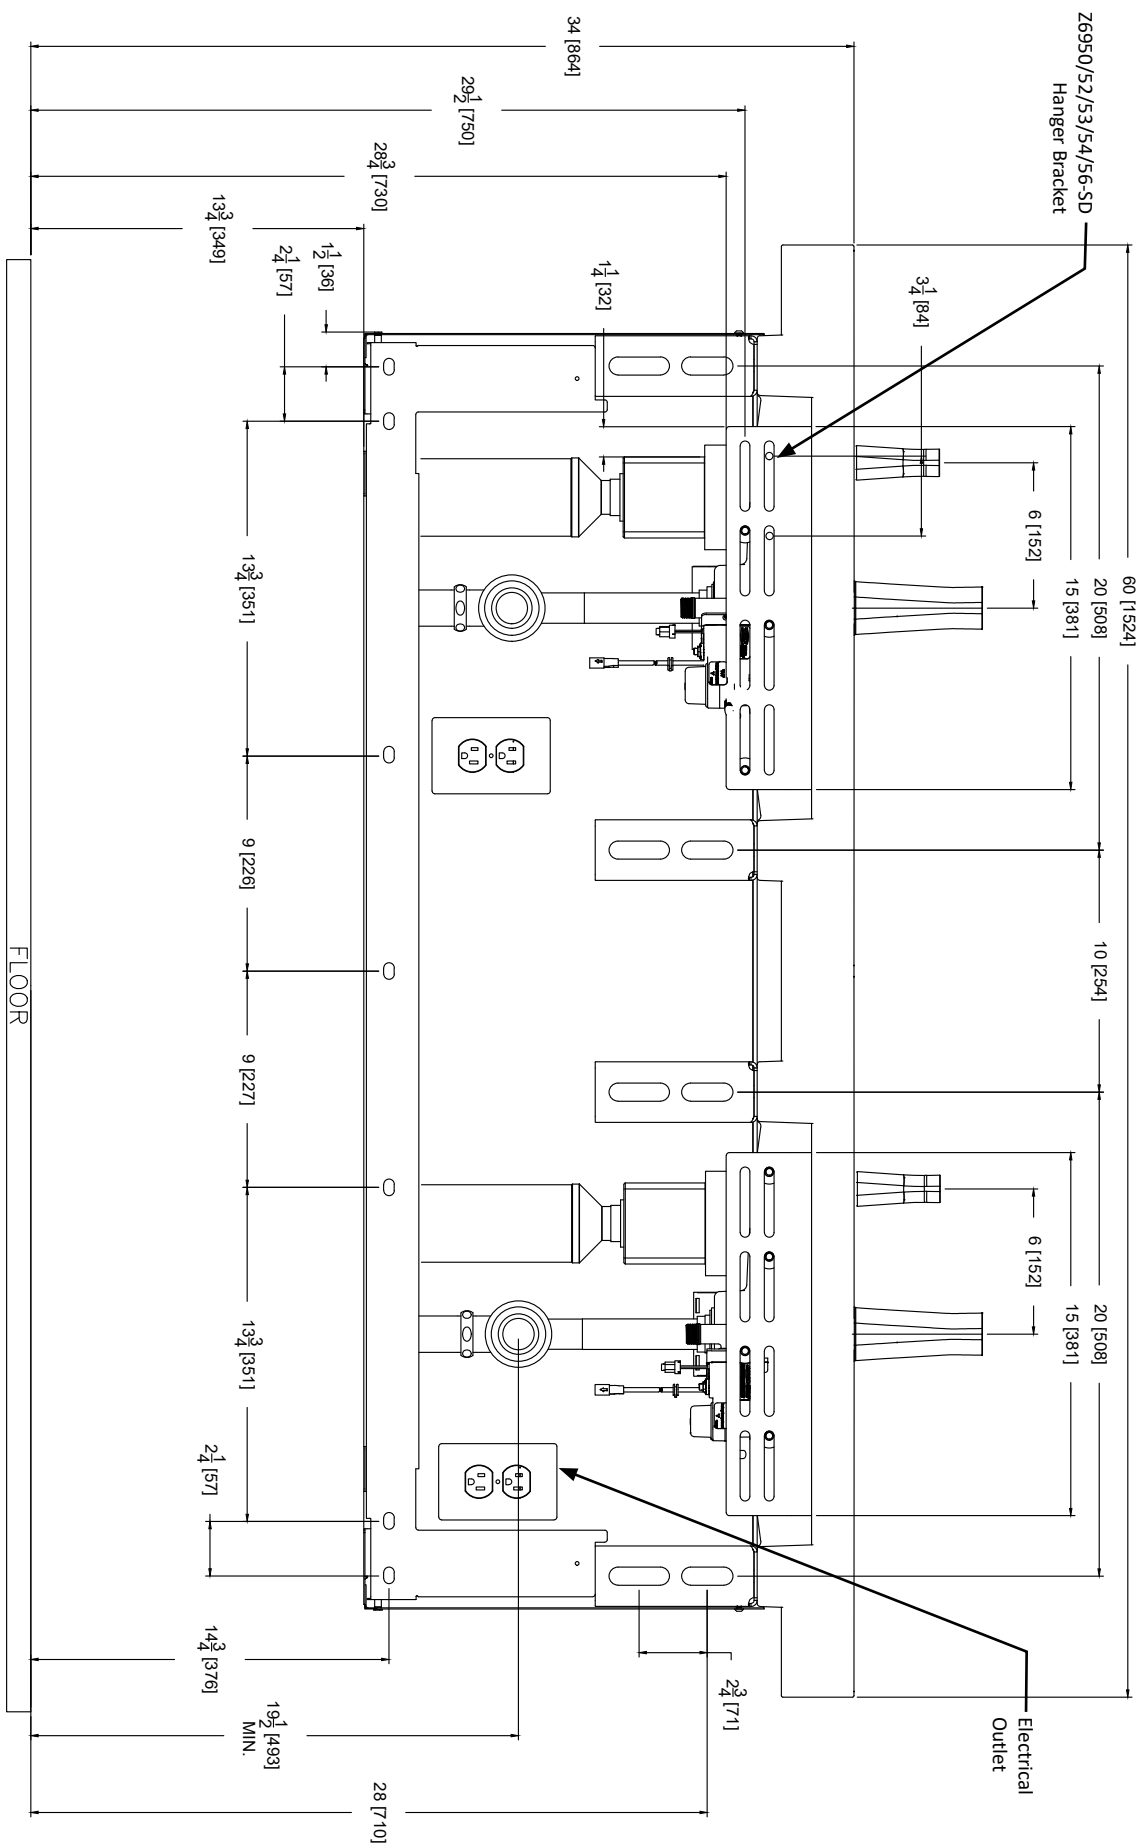 60 [1524]
20 [508]
10 [254]
20 [508]
Z6950/52/53/54/56-SD
Hanger Bracket
15 [381]
15 [381]
6 [152]
6 [152]
Electrical
Outlet
3 1/4 [84]
2 3/4 [71]
1 1/4 [32]
34 [864]
29 1/2 [750]
28 3/4 [730]
28 [710]
1 1/2 [36]
2 1/4 [57]
19 1/2 [493]
MIN.
13 3/4 [351]
9 [226]
9 [227]
13 3/4 [351]
13 3/4 [349]
2 1/4 [57]
14 3/4 [376]
FLOOR